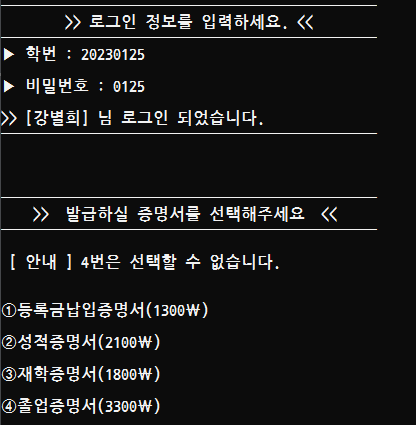 >> 로그인 정보를 입력하세요. <<
▶ 학번 : 20230125
▶ 비밀번호 : 0125
>> [강별희] 님 로그인 되었습니다.
>> 발급하실 증명서를 선택해주세요 <<
[ 안내 ] 4번은 선택할 수 없습니다.
①등록금납입증명서(1300₩)
②성적증명서(2100₩)
③재학증명서(1800₩)
④졸업증명서(3300₩)